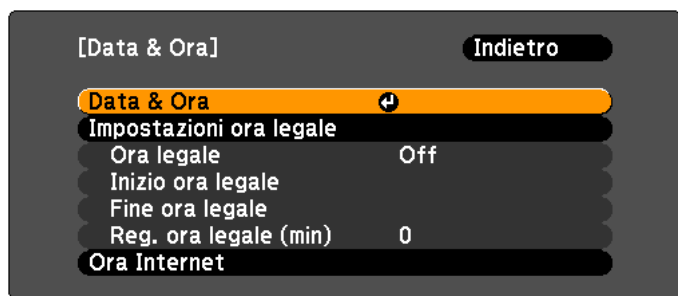 [Data & Ora] Indietro
Data & Ora
Impostazioni ora legale
Ora legale Off
Inizio ora legale
Fine ora legale
Reg. ora legale (min) 0
Ora Internet